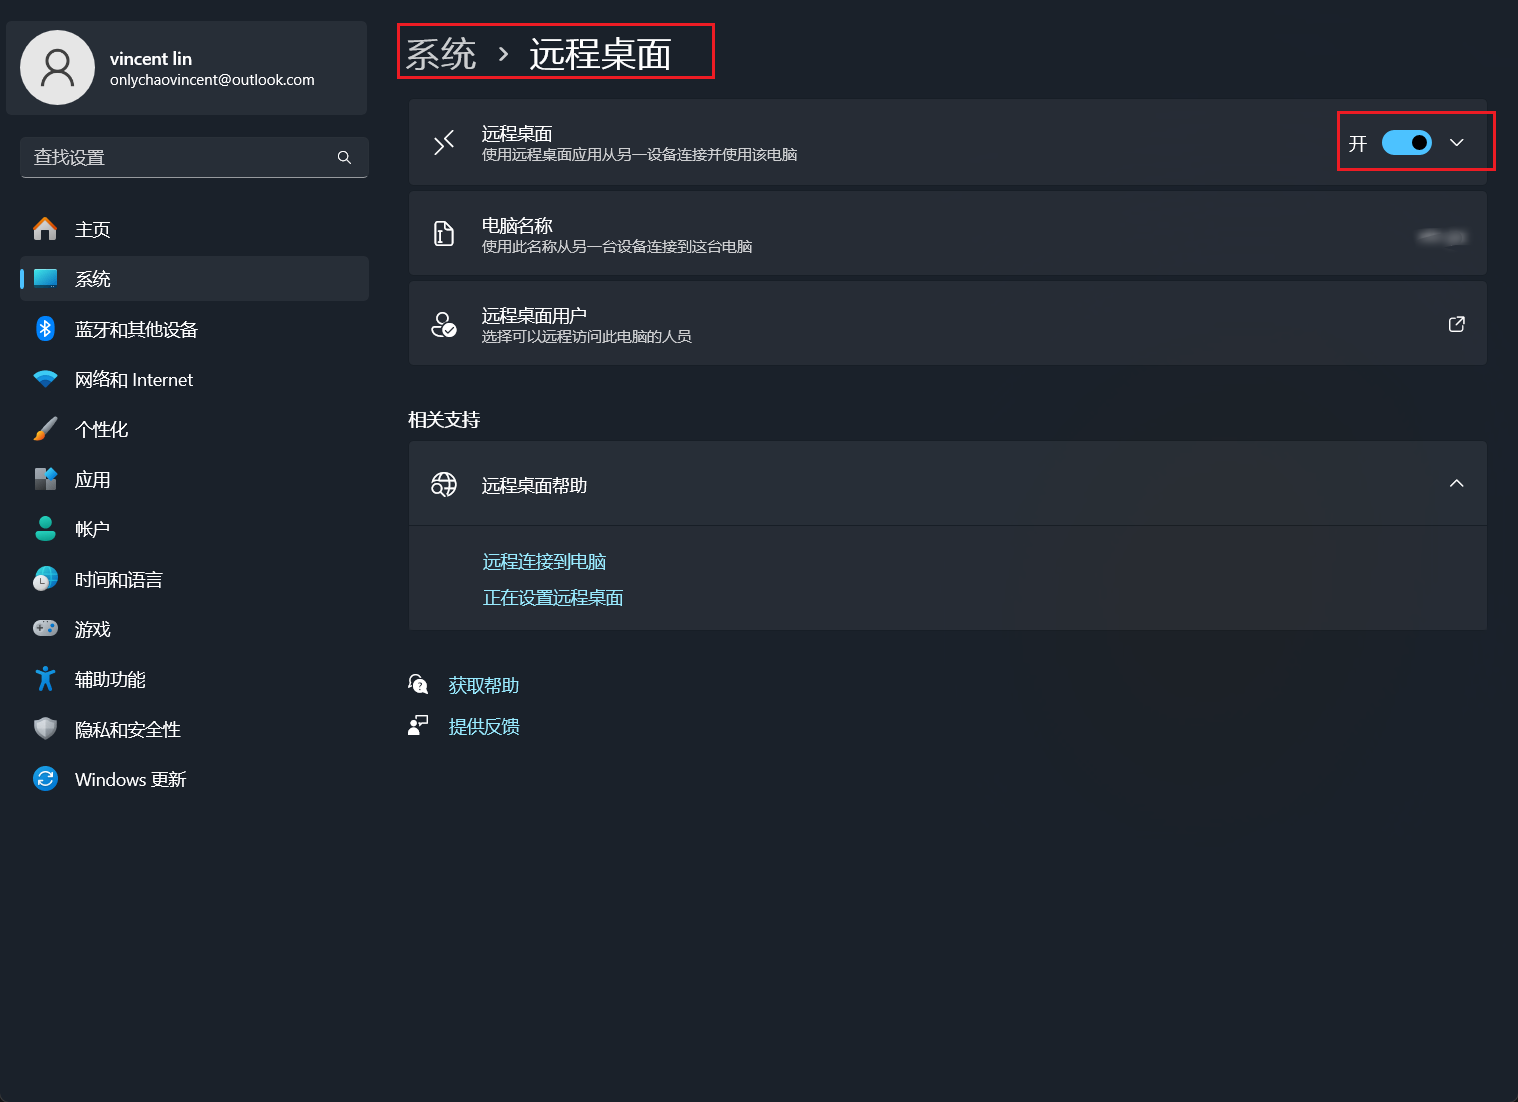 vincent lin
onlychaovincent@outlook.com
查找设置
主页
系统
蓝牙和其他设备
网络和 Internet
个性化
应用
帐户
时间和语言
游戏
辅助功能
隐私和安全性
Windows 更新
系统 › 远程桌面
远程桌面
使用远程桌面应用从另一设备连接并使用该电脑
开
电脑名称
使用此名称从另一台设备连接到这台电脑
远程桌面用户
选择可以远程访问此电脑的人员
相关支持
远程桌面帮助
远程连接到电脑
正在设置远程桌面
获取帮助
提供反馈